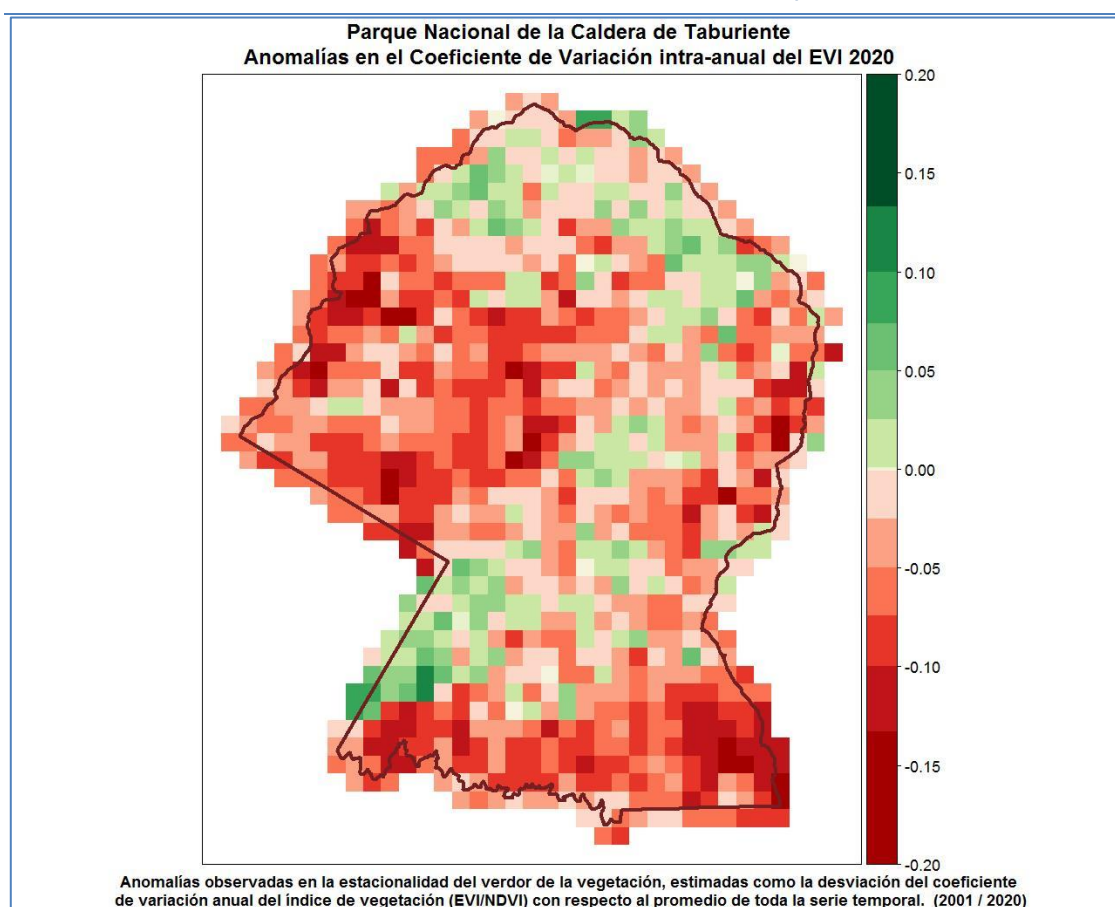 Parque Nacional de la Caldera de Taburiente
Anomalías en el Coeficiente de Variación intra-anual del EVI 2020
0.20
0.15
0.10
0.05
0.00
-0.05
-0.10
-0.15
-0.20
Anomalías observadas en la estacionalidad del verdor de la vegetación, estimadas como la desviación del coeficiente
de variación anual del índice de vegetación (EVI/NDVI) con respecto al promedio de toda la serie temporal. (2001 / 2020)